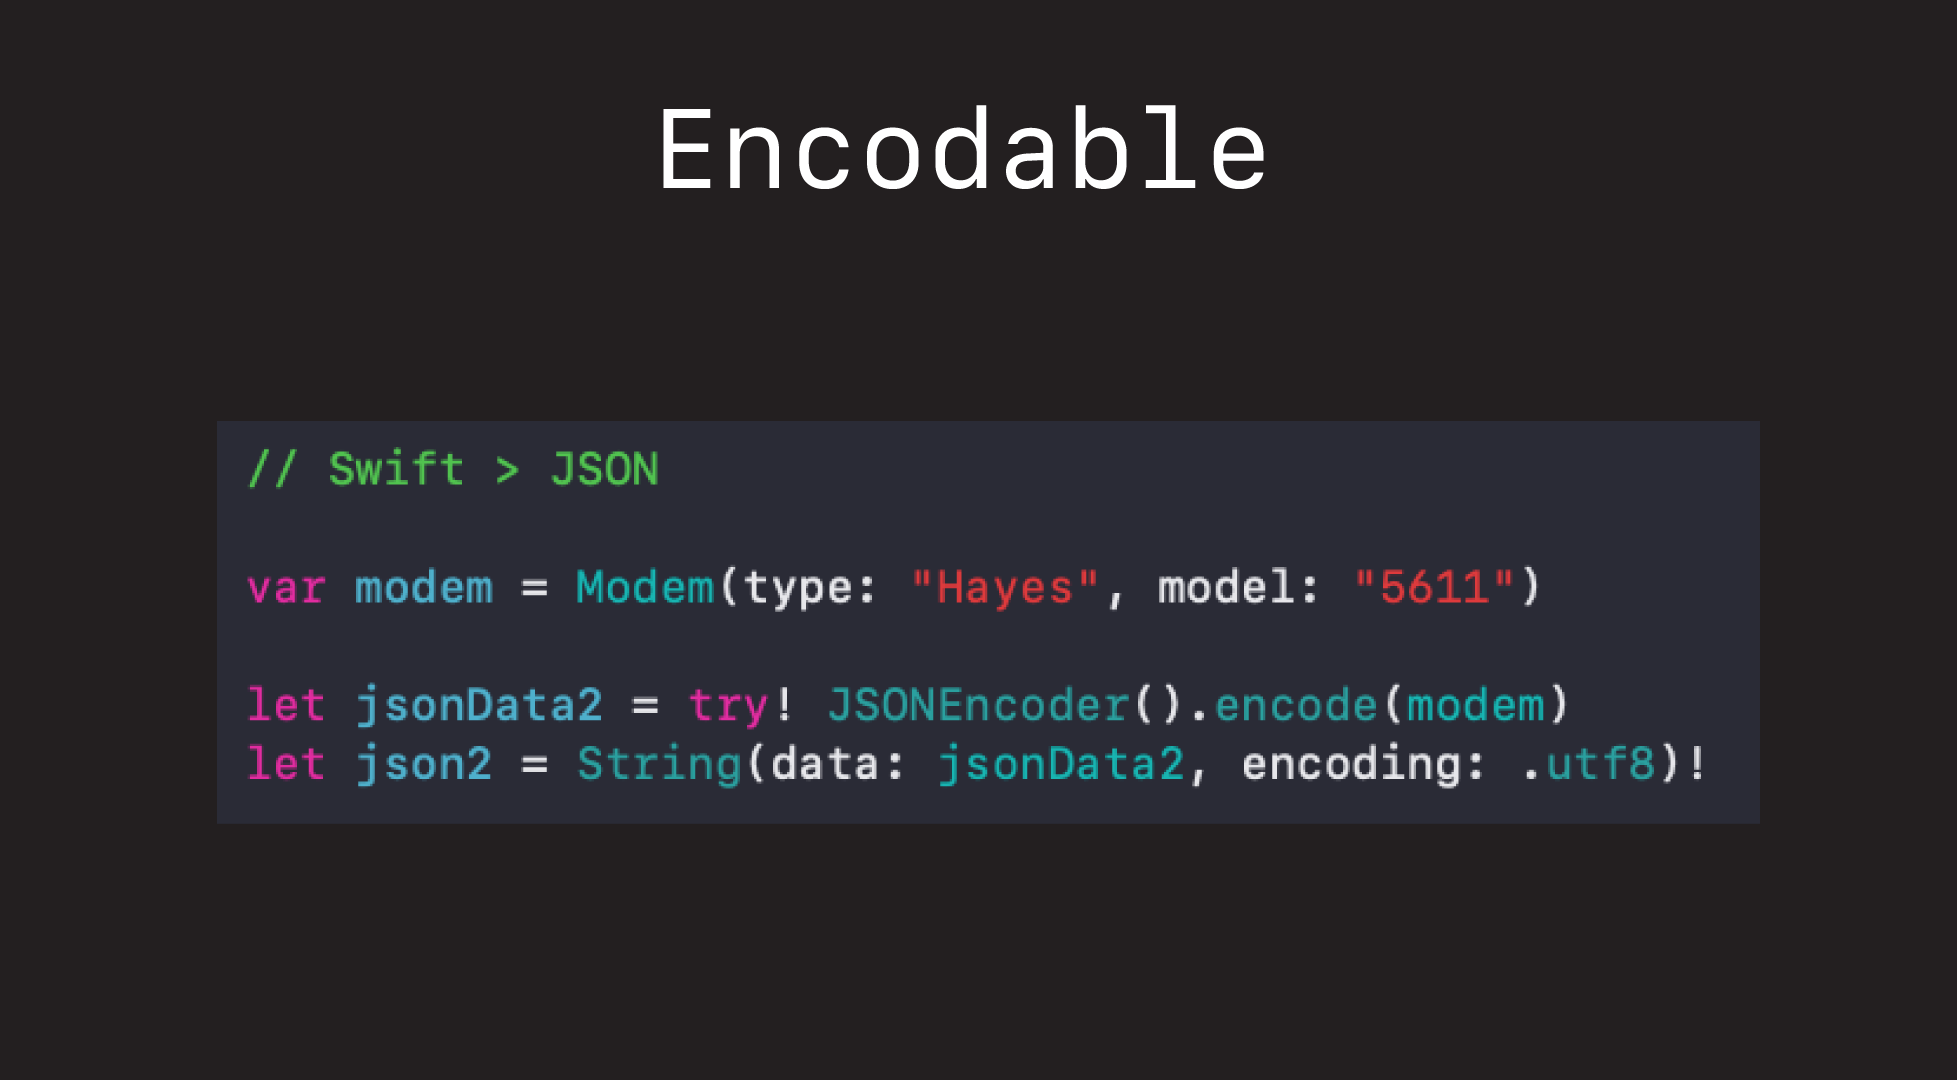 Encodable
// Swift > JSON
var modem = Modem(type: "Hayes", model: "5611")
let jsonData2 = try! JSONEncoder().encode(modem)
let json2 = String(data: jsonData2, encoding: .utf8)!